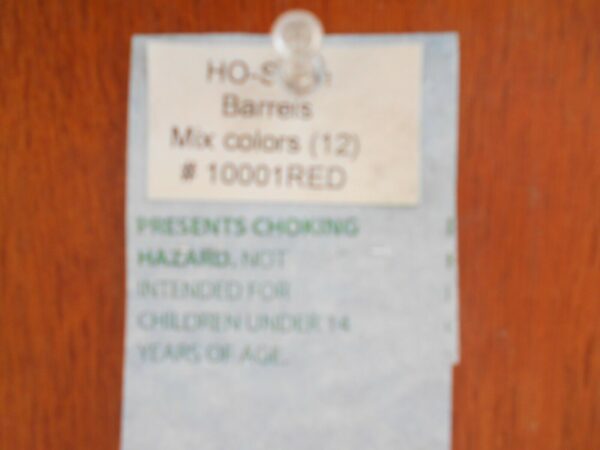 Barrels
Mix colors (12)
# 10001RED
PRESENTS CHOKING
HAZARD. NOT
INTENDED FOR
CHILDREN UNDER 14
YEARS OF AGE.